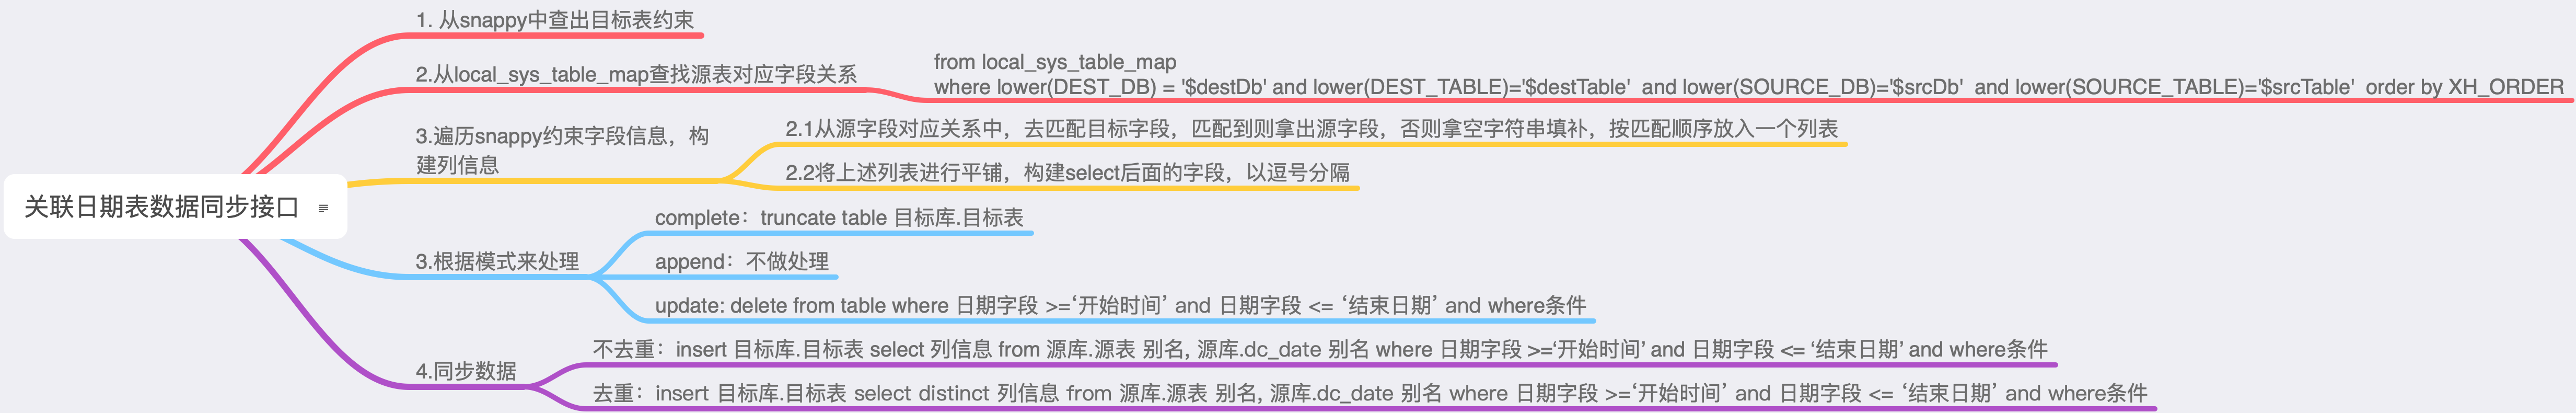 关联日期表数据同步接口
1. 从snappy中查出目标表约束
2.从local_sys_table_map查找源表对应字段关系
from local_sys_table_map
where lower(DEST_DB) = '$destDb' and lower(DEST_TABLE)='$destTable'  and lower(SOURCE_DB)='$srcDb'  and lower(SOURCE_TABLE)='$srcTable'  order by XH_ORDER
3.遍历snappy约束字段信息，构
建列信息
2.1从源字段对应关系中，去匹配目标字段，匹配到则拿出源字段，否则拿空字符串填补，按匹配顺序放入一个列表
2.2将上述列表进行平铺，构建select后面的字段，以逗号分隔
3.根据模式来处理
complete：truncate table 目标库.目标表
append：不做处理
update: delete from table where 日期字段 >=‘开始时间’ and 日期字段 <= ‘结束日期’ and where条件
4.同步数据
不去重：insert 目标库.目标表 select 列信息 from 源库.源表 别名, 源库.dc_date 别名 where 日期字段 >=‘开始时间’ and 日期字段 <= ‘结束日期’ and where条件
去重：insert 目标库.目标表 select distinct 列信息 from 源库.源表 别名, 源库.dc_date 别名 where 日期字段 >=‘开始时间’ and 日期字段 <= ‘结束日期’ and where条件